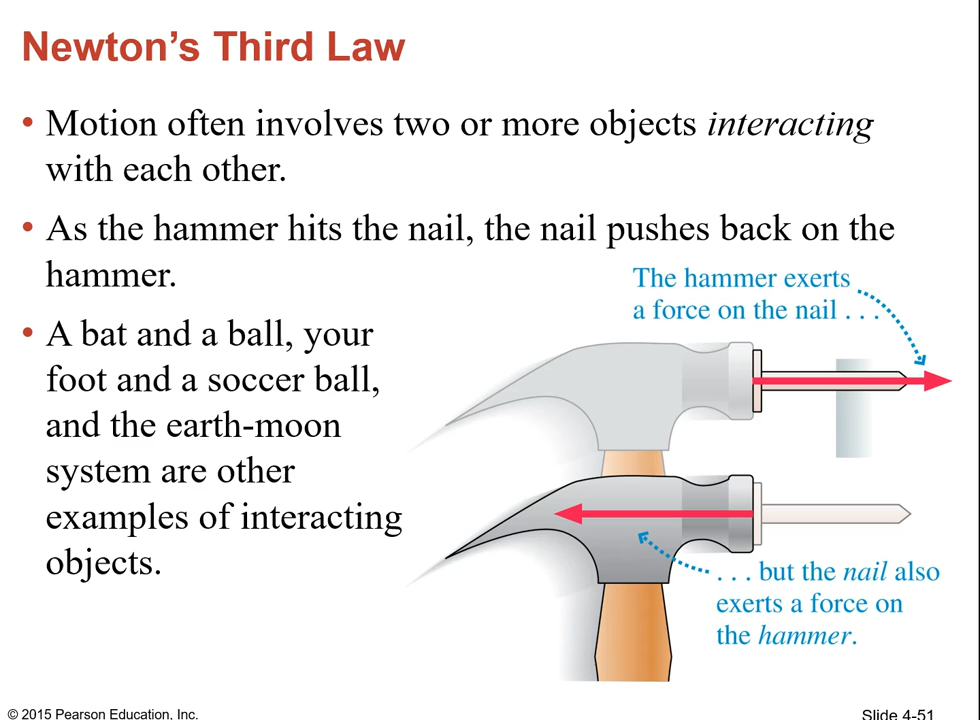 Newton’s Third Law
• Motion often involves two or more objects interacting
with each other.
• As the hammer hits the nail, the nail pushes back on the
hammer.
The hammer exerts
a force on the nail . . .
• A bat and a ball, your
foot and a soccer ball,
and the earth-moon
system are other
examples of interacting
objects.
. . . but the nail also
exerts a force on
the hammer.
© 2015 Pearson Education, Inc.
Slide 4-51